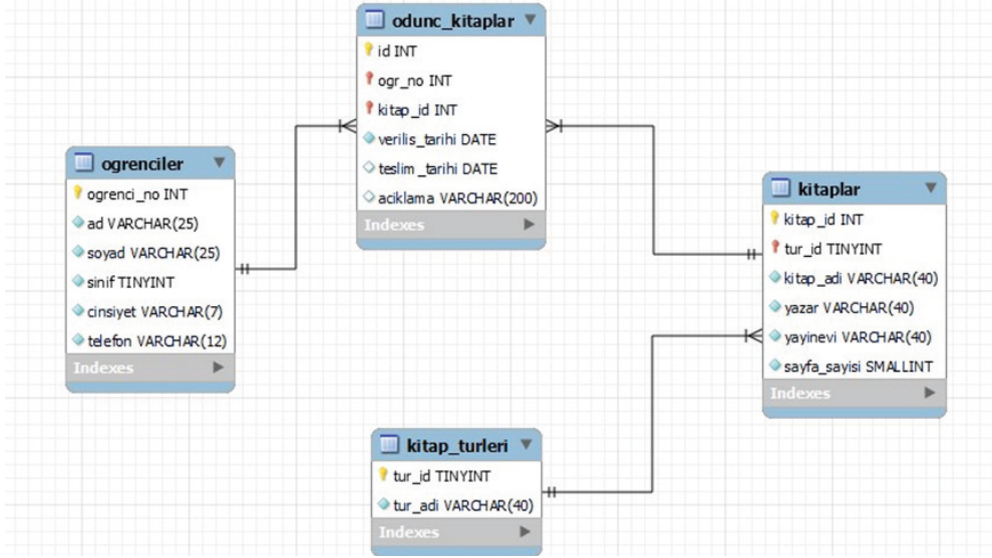 odunc_kitaplar
id INT
ogr_no INT
kitap_id INT
verilis_tarihi DATE
teslim_tarihi DATE
aciklama VARCHAR(200)
Indexes
ogrenciler
ogrenci_no INT
ad VARCHAR(25)
soyad VARCHAR(25)
sinif TINYINT
cinsiyet VARCHAR(7)
telefon VARCHAR(12)
Indexes
kitaplar
kitap_id INT
tur_id TINYINT
kitap_adi VARCHAR(40)
yazar VARCHAR(40)
yayinevi VARCHAR(40)
sayfa_sayisi SMALLINT
Indexes
kitap_turleri
tur_id TINYINT
tur_adi VARCHAR(40)
Indexes